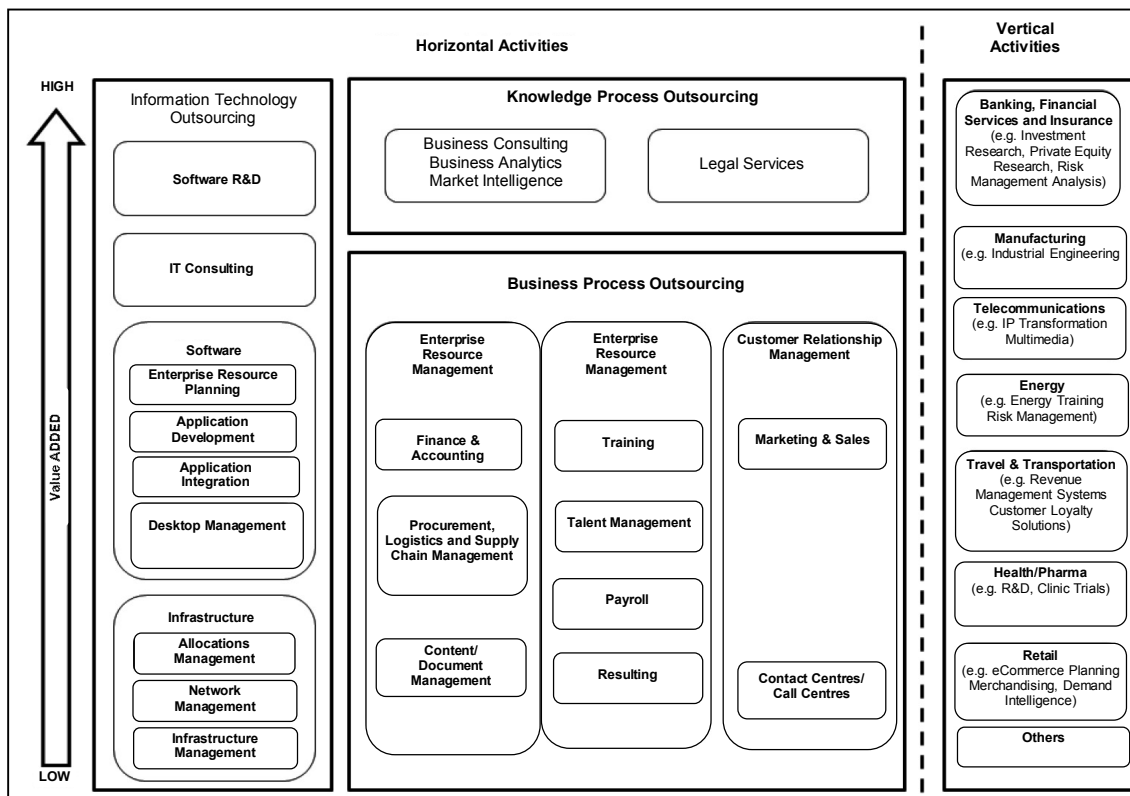 Horizontal Activities
Vertical
Activities
HIGH
Value ADDED
LOW
Information Technology
Outsourcing
Software R&D
IT Consulting
Software
Enterprise Resource
Planning
Application
Development
Application
Integration
Desktop Management
Infrastructure
Allocations
Management
Network
Management
Infrastructure
Management
Knowledge Process Outsourcing
Business Consulting
Business Analytics
Market Intelligence
Legal Services
Business Process Outsourcing
Enterprise
Resource
Management
Finance &
Accounting
Procurement,
Logistics and Supply
Chain Management
Content/
Document
Management
Enterprise
Resource
Management
Training
Talent Management
Payroll
Resulting
Customer Relationship
Management
Marketing & Sales
Contact Centres/
Call Centres
Banking, Financial
Services and Insurance
(e.g. Investment
Research, Private Equity
Research, Risk
Management Analysis)
Manufacturing
(e.g. Industrial Engineering
Telecommunications
(e.g. IP Transformation
Multimedia)
Energy
(e.g. Energy Training
Risk Management)
Travel & Transportation
(e.g. Revenue
Management Systems
Customer Loyalty
Solutions)
Health/Pharma
(e.g. R&D, Clinic Trials)
Retail
(e.g. eCommerce Planning
Merchandising, Demand
Intelligence)
Others